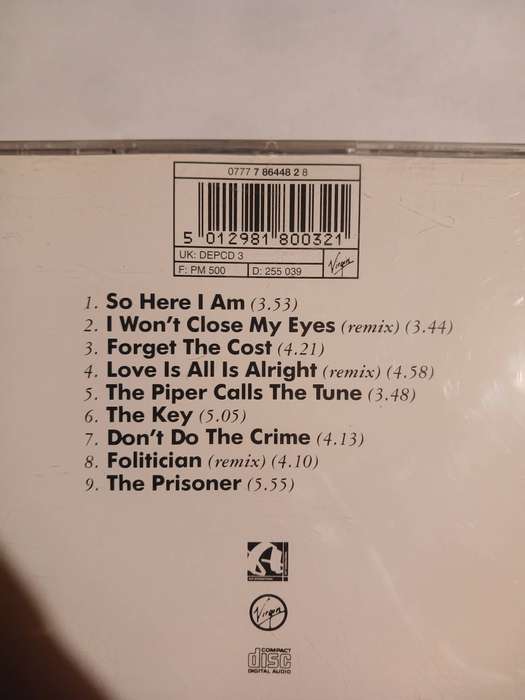 0777 7 86448 2 8
5 012981 800321
UK: DEPCD 3
F: PM 500
D: 255 039
Virgin
1. So Here I Am (3.53)
2. I Won't Close My Eyes (remix) (3.44)
3. Forget The Cost (4.21)
4. Love Is All Is Alright (remix) (4.58)
5. The Piper Calls The Tune (3.48)
6. The Key (5.05)
7. Don't Do The Crime (4.13)
8. Folitician (remix) (4.10)
9. The Prisoner (5.55)
Virgin
COMPACT
disc
DIGITAL AUDIO